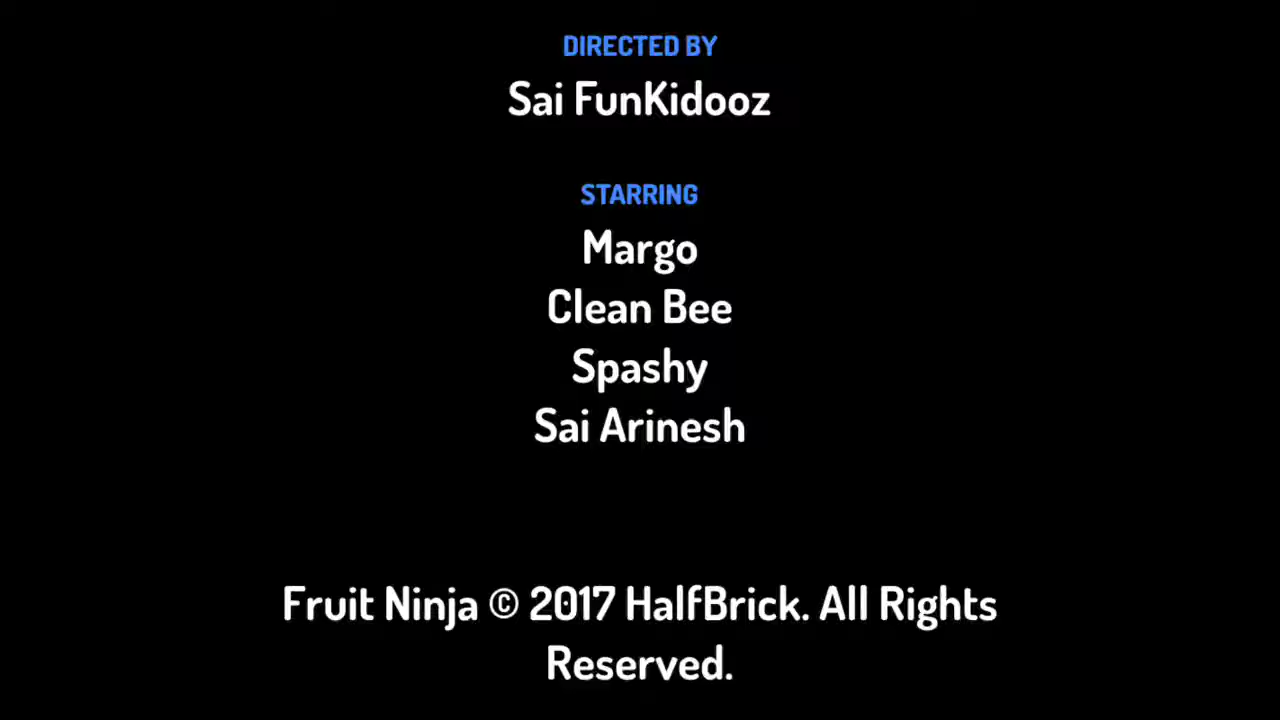 DIRECTED BY
Sai FunKidooz
STARRING
Margo
Clean Bee
Spashy
Sai Arinesh
Fruit Ninja © 2017 HalfBrick. All Rights
Reserved.